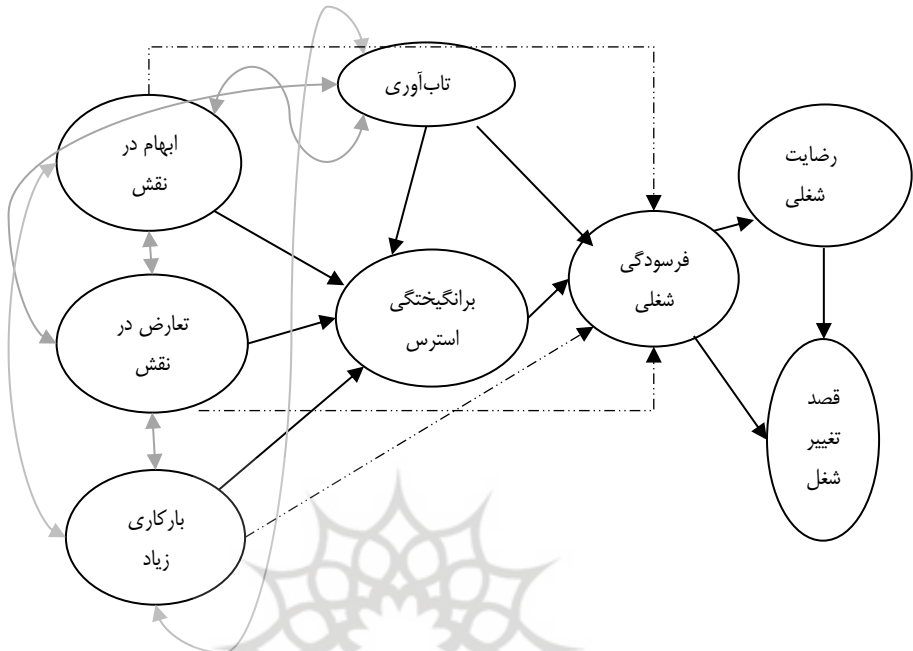 تاب‌آوری
ابهام در
نقش
رضایت
شغلی
فرسودگی
شغلی
برانگیختگی
استرس
تعارض در
نقش
قصد
تغییر
شغل
بارکاری
زیاد